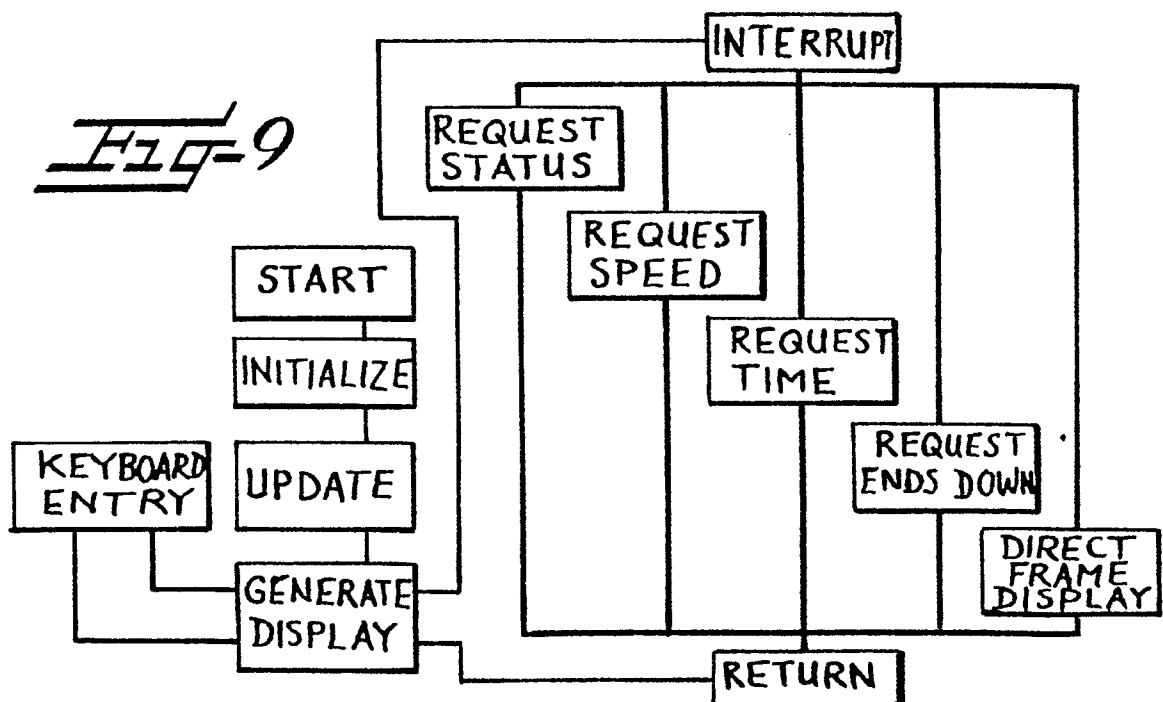 INTERRUPT
Fig-9
REQUEST
STATUS
REQUEST
SPEED
START
REQUEST
TIME
INITIALIZE
REQUEST
ENDS DOWN
KEYBOARD
ENTRY
UPDATE
DIRECT
FRAME
DISPLAY
GENERATE
DISPLAY
RETURN